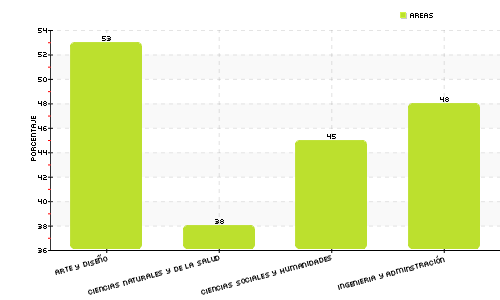 AREAS
PORCENTAJE
54
52
50
48
46
44
42
40
38
36
53
38
45
48
ARTE Y DISEÑO
CIENCIAS NATURALES Y DE LA SALUD
CIENCIAS SOCIALES Y HUMANIDADES
INGENIERIA Y ADMINSTRACIÓN